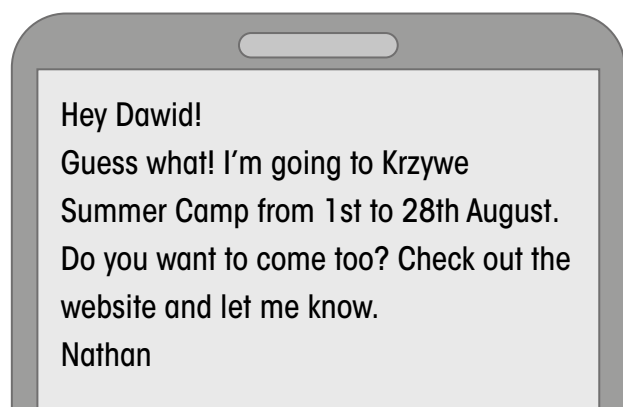 Hey Dawid!
Guess what! I'm going to Krzywe
Summer Camp from 1st to 28th August.
Do you want to come too? Check out the
website and let me know.
Nathan